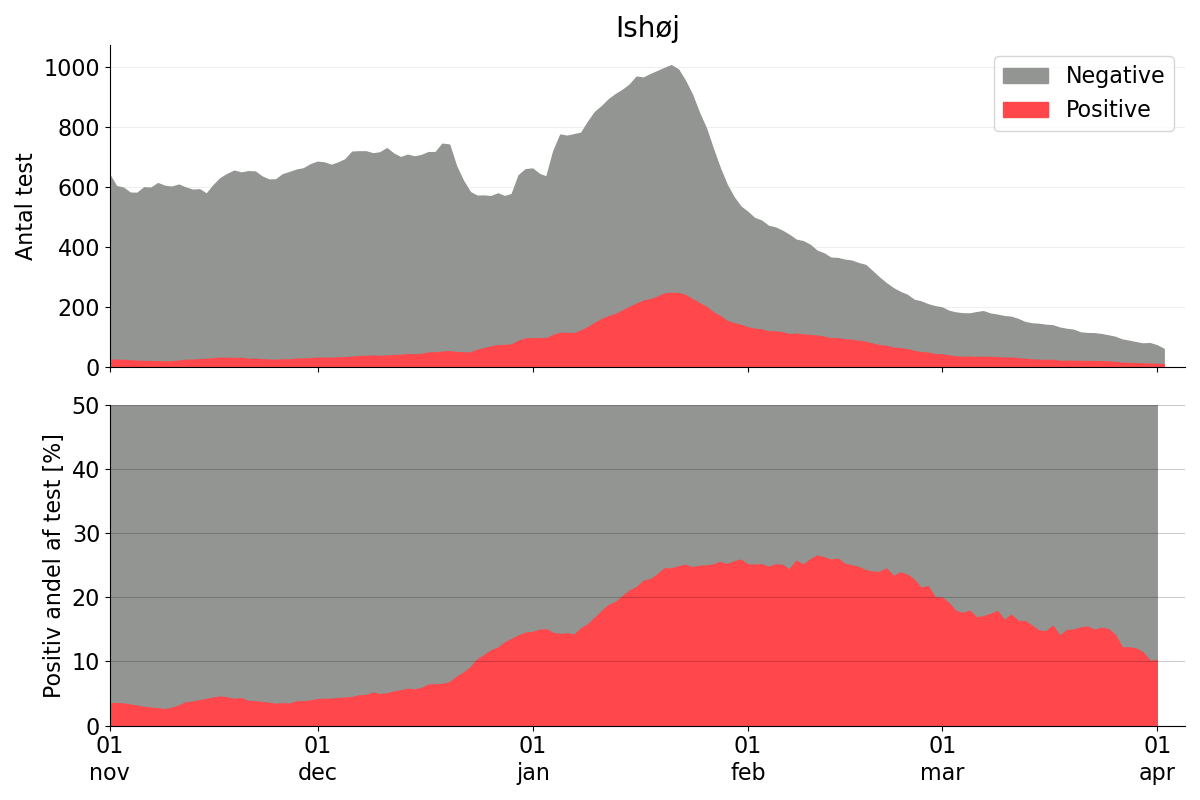 Ishøj
Antal test
1000
800
600
400
200
0
Negative
Positive
Positiv andel af test [%]
50
40
30
20
10
0
01 01 01 01 01 01
nov dec jan feb mar apr